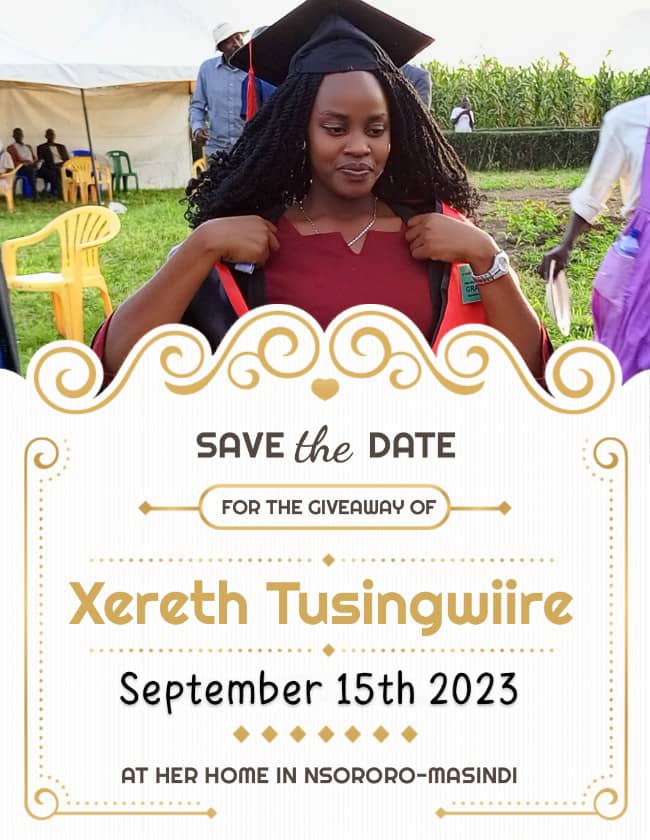 SAVE the DATE
FOR THE GIVEAWAY OF
Xereth Tusingwiire
September 15th 2023
AT HER HOME IN NSORORO-MASINDI